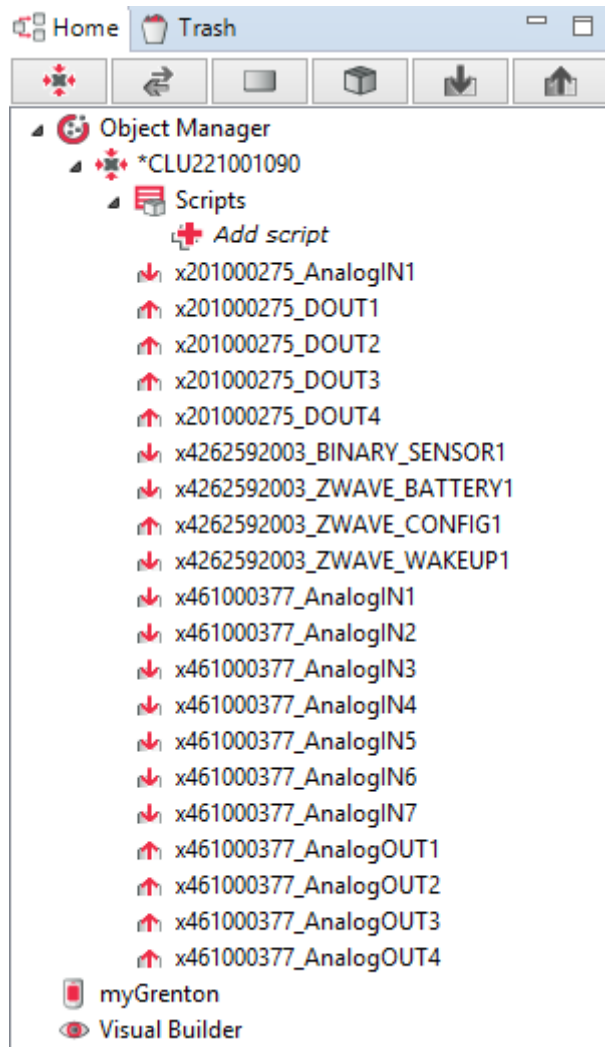 Home Trash
Object Manager
*CLU221001090
Scripts
Add script
x201000275_AnalogIN1
x201000275_DOUT1
x201000275_DOUT2
x201000275_DOUT3
x201000275_DOUT4
x4262592003_BINARY_SENSOR1
x4262592003_ZWAVE_BATTERY1
x4262592003_ZWAVE_CONFIG1
x4262592003_ZWAVE_WAKEUP1
x461000377_AnalogIN1
x461000377_AnalogIN2
x461000377_AnalogIN3
x461000377_AnalogIN4
x461000377_AnalogIN5
x461000377_AnalogIN6
x461000377_AnalogIN7
x461000377_AnalogOUT1
x461000377_AnalogOUT2
x461000377_AnalogOUT3
x461000377_AnalogOUT4
myGrenton
Visual Builder